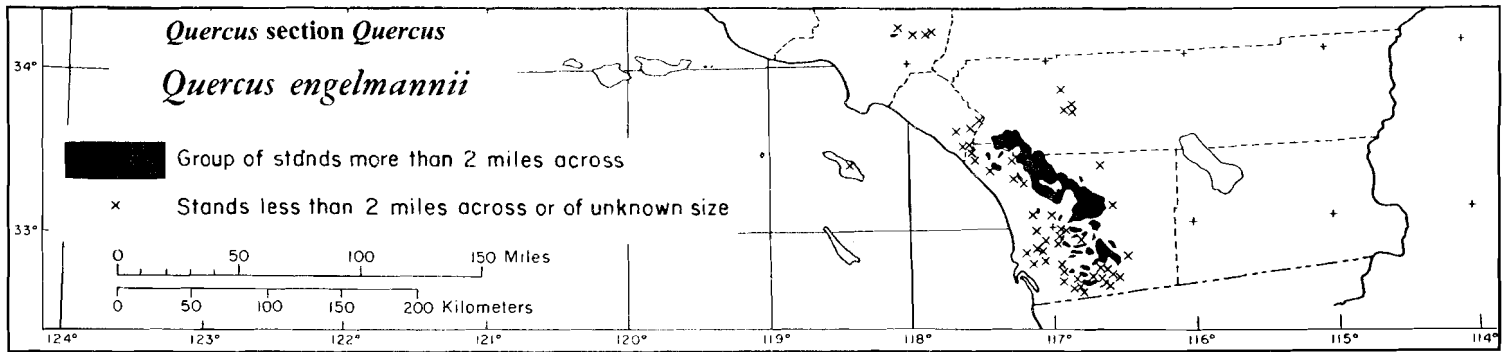 Quercus section Quercus
34°
Quercus engelmannii
Group of stands more than 2 miles across
× Stands less than 2 miles across or of unknown size
33°
0 50 100 150 Miles
0 50 100 150 200 Kilometers
124° 123° 122° 121° 120° 119° 118° 117° 116° 115° 114°